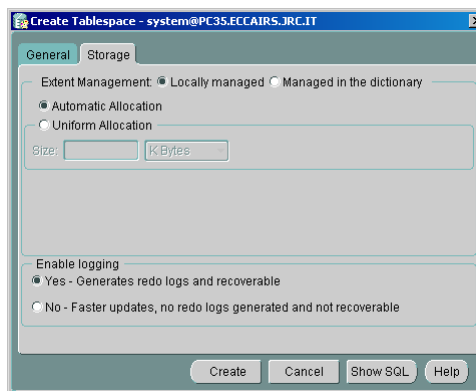 Create Tablespace - system@PC35.ECCAIRS.JRC.IT
General Storage
Extent Management: Locally managed Managed in the dictionary
Automatic Allocation
Uniform Allocation
Size: K Bytes
Enable logging
Yes - Generates redo logs and recoverable
No - Faster updates, no redo logs generated and not recoverable
Create Cancel Show SQL Help